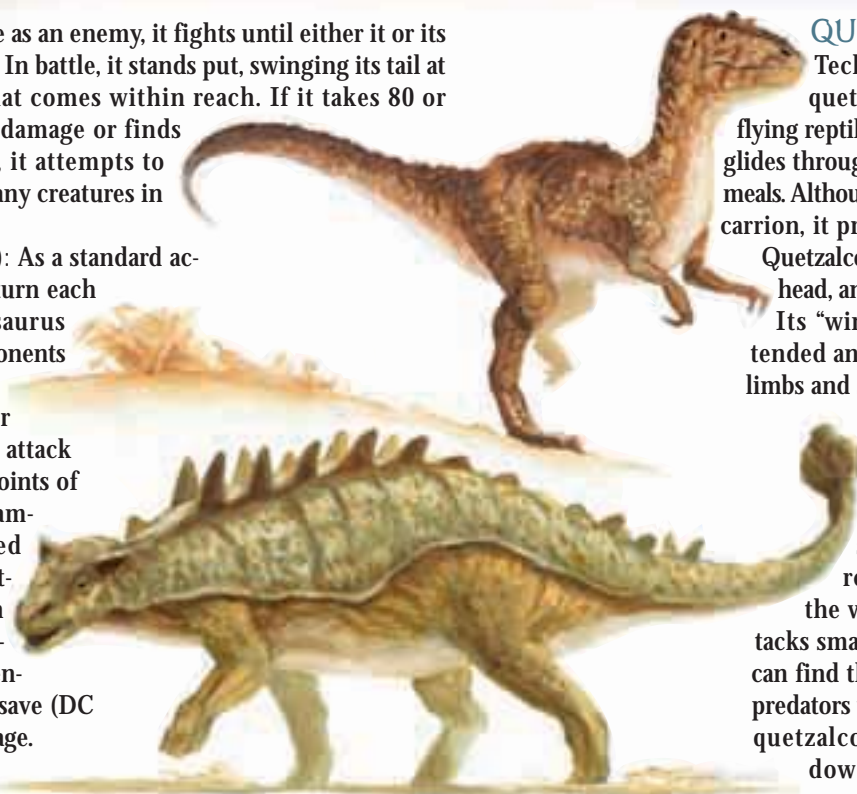 e as an enemy, it fights until either it or its
In battle, it stands put, swinging its tail at
at comes within reach. If it takes 80 or
damage or finds
it attempts to
any creatures in
: As a standard ac-
urn each
saurus
onents
r
attack
oints of
am-
ed
t-
n-
save (DC
age.
QU
Tech
quet
flying reptil
glides throug
meals. Althou
carrion, it pr
Quetzalco
head, an
Its “win
tended an
limbs and
re
the w
tacks sma
can find th
predators
quetzalco
dow